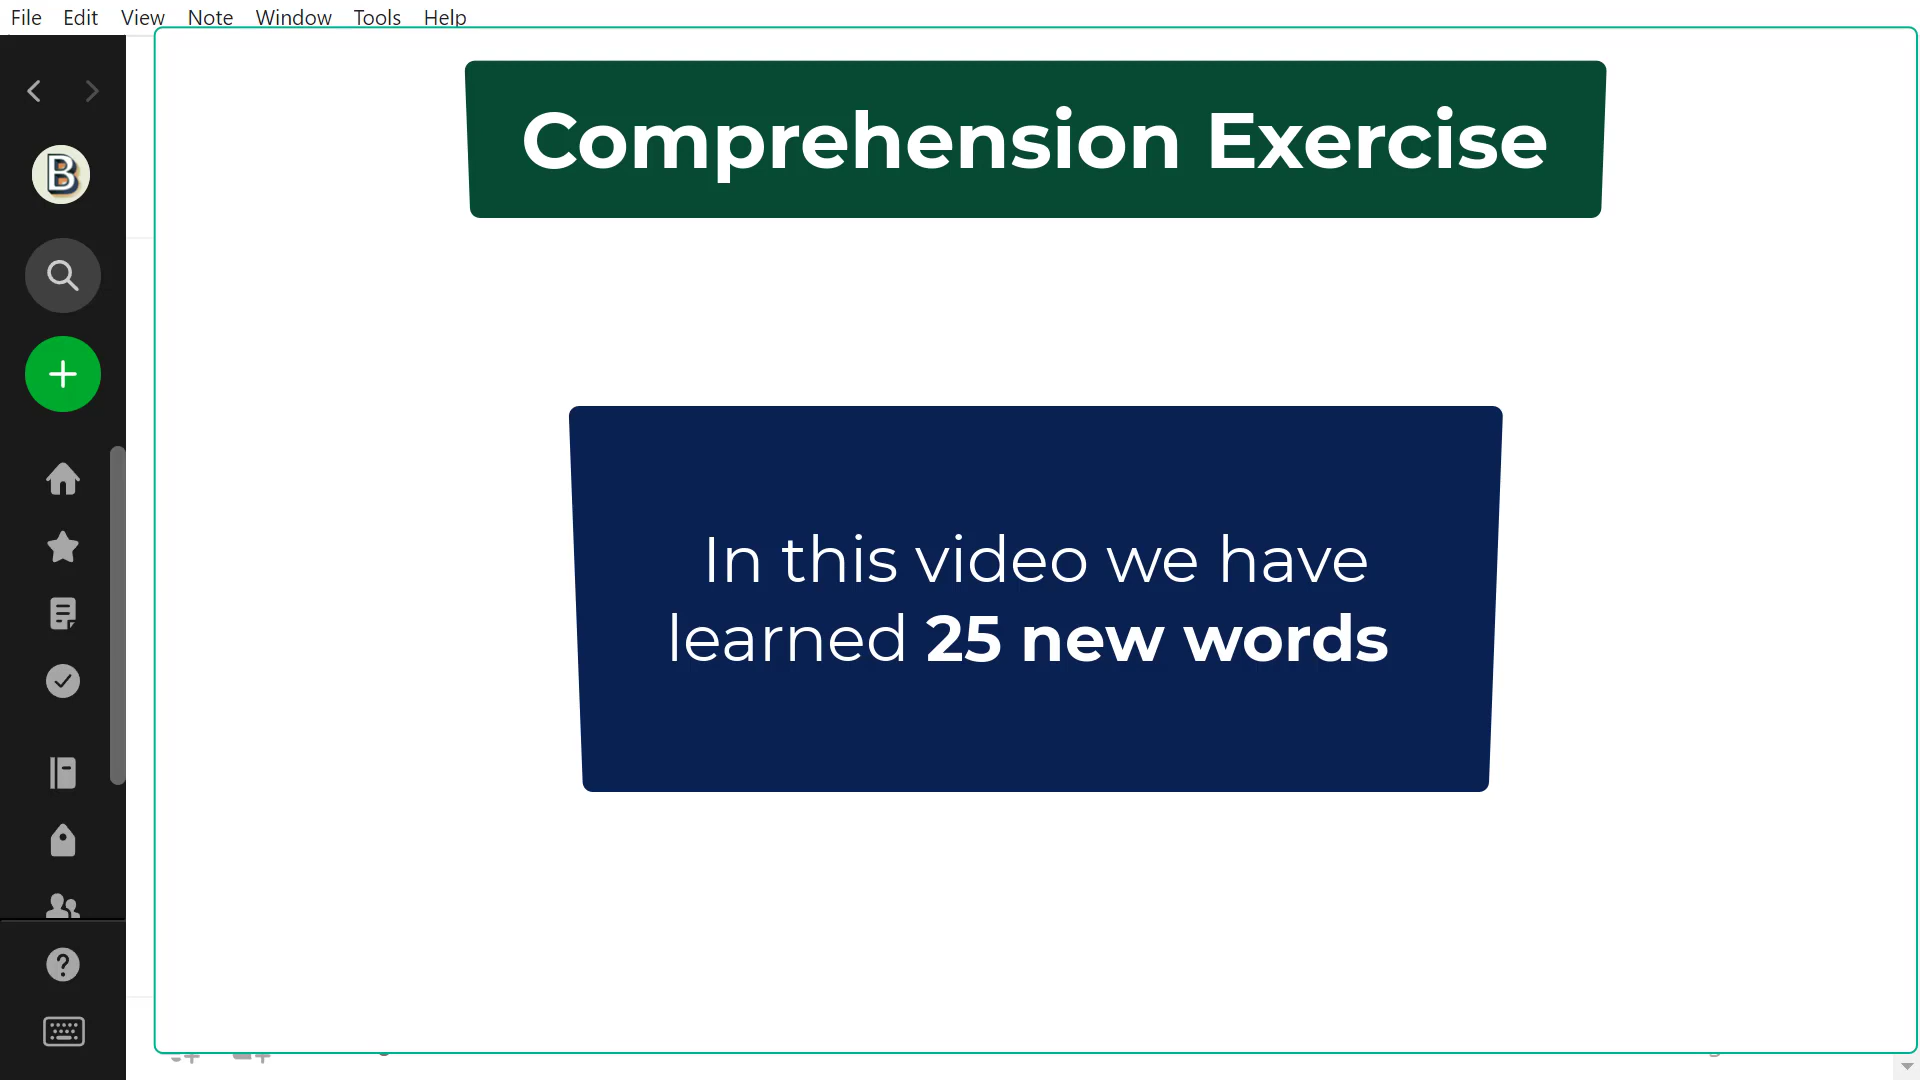 File Edit View Note Window Tools Help
B
Comprehension Exercise
In this video we have
learned 25 new words